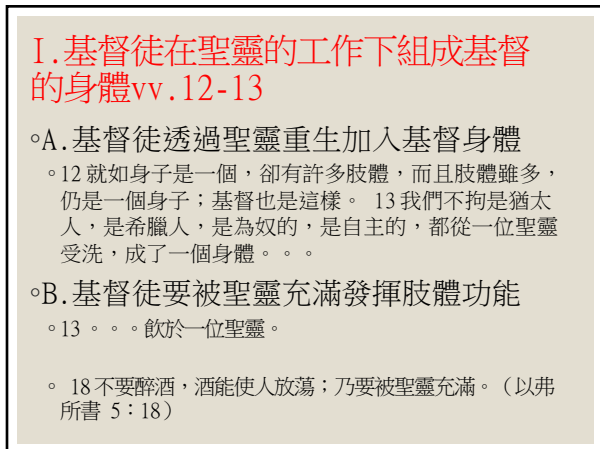 I.基督徒在聖靈的工作下組成基督
的身體vv.12-13
◦A.基督徒透過聖靈重生加入基督身體
◦12 就如身子是一個，卻有許多肢體，而且肢體雖多，
仍是一個身子；基督也是這樣。 13 我們不拘是猶太
人，是希臘人，是為奴的，是自主的，都從一位聖靈
受洗，成了一個身體。。。
◦B.基督徒要被聖靈充滿發揮肢體功能
◦13 。。。飲於一位聖靈。
◦ 18 不要醉酒，酒能使人放蕩；乃要被聖靈充滿。（以弗
所書 5：18）